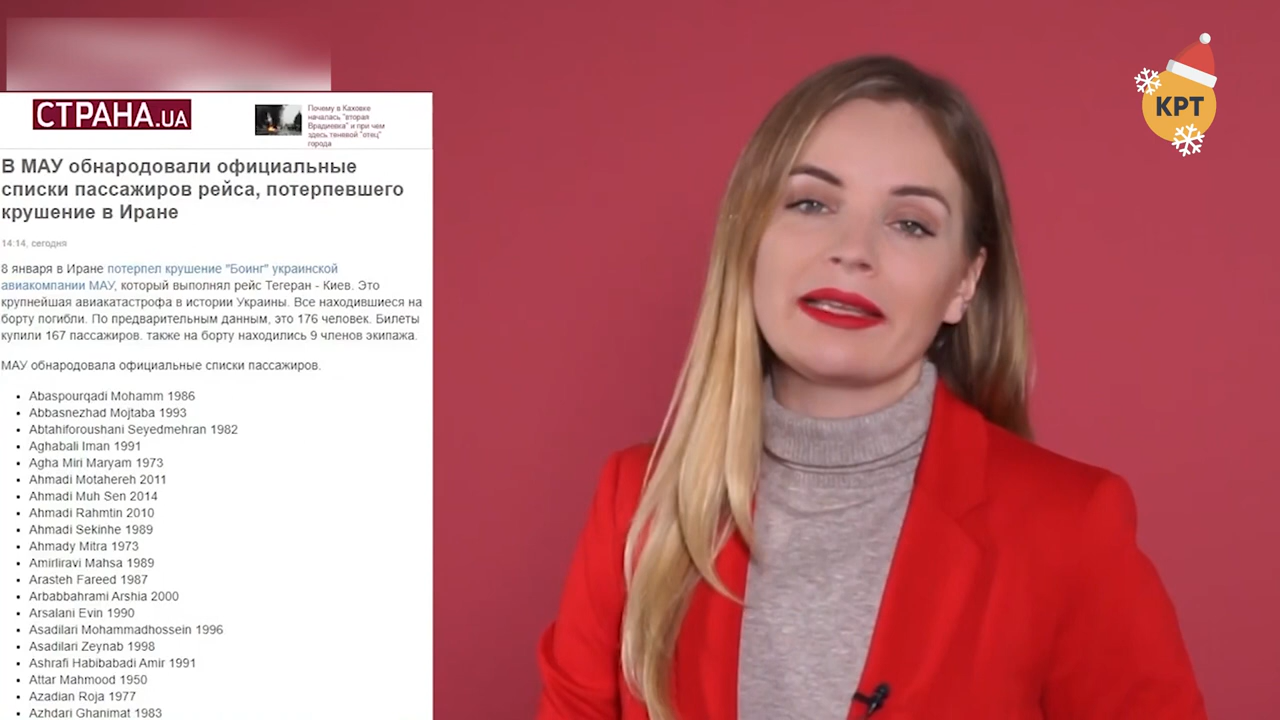 СТРАНА.UA
Почему в Каховке
началась "вторая
Врадиевка" и при чем
здесь теневой "отец"
города
КРТ
В МАУ обнародовали официальные
списки пассажиров рейса, потерпевшего
крушение в Иране
14:14, сегодня
8 января в Иране потерпел крушение "Боинг" украинской
авиакомпании МАУ, который выполнял рейс Тегеран - Киев. Это
крупнейшая авиакатастрофа в истории Украины. Все находившиеся на
борту погибли. По предварительным данным, это 176 человек. Билеты
купили 167 пассажиров. также на борту находились 9 членов экипажа.
МАУ обнародовала официальные списки пассажиров.
Abaspourqadi Mohamm 1986
Abbasnezhad Mojtaba 1993
Abtahiforoushani Seyedmehran 1982
Aghabali Iman 1991
Agha Miri Maryam 1973
Ahmadi Motahereh 2011
Ahmadi Muh Sen 2014
Ahmadi Rahmtin 2010
Ahmadi Sekinhe 1989
Ahmady Mitra 1973
Amirliravi Mahsa 1989
Arasteh Fareed 1987
Arbabbahrami Arshia 2000
Arsalani Evin 1990
Asadilari Mohammadhossein 1996
Asadilari Zeynab 1998
Ashrafi Habibabadi Amir 1991
Attar Mahmood 1950
Azadian Roja 1977
Azhdari Ghanimat 1983